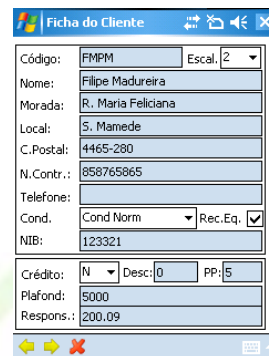 Ficha do Cliente
Código: FMPM Escal. 2
Nome: Filipe Madureira
Morada: R. Maria Feliciana
Local: S. Mamede
C.Postal: 4465-280
N.Contr.: 858765865
Telefone:
Cond. Cond Norm Rec.Eq.
NIB: 123321
Crédito: N Desc: 0 PP: 5
Plafond: 5000
Respons.: 200.09